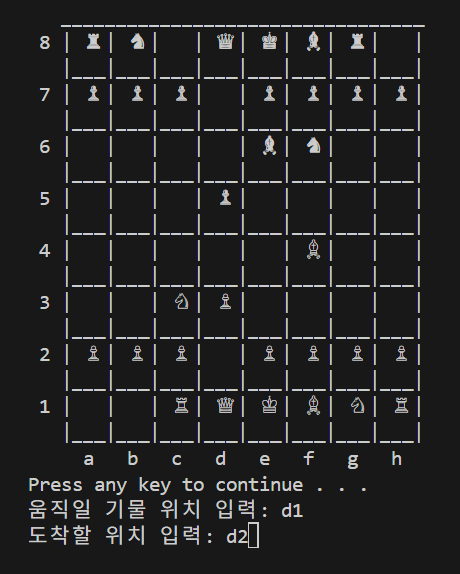 8 | ♜ | ♞ |   | ♛ | ♚ | ♝ | ♜ |   |
7 | ♟ | ♟ | ♟ |   | ♟ | ♟ | ♟ | ♟ |
6 |   |   |   |   | ♝ | ♞ |   |   |
5 |   |   |   | ♟ |   |   |   |   |
4 |   |   |   |   |   | ♗ |   |   |
3 |   |   | ♘ | ♙ |   |   |   |   |
2 | ♙ | ♙ | ♙ |   | ♙ | ♙ | ♙ | ♙ |
1 |   |   | ♖ | ♕ | ♔ | ♗ | ♘ | ♖ |
a b c d e f g h
Press any key to continue . . .
움직일 기물 위치 입력: d1
도착할 위치 입력: d2